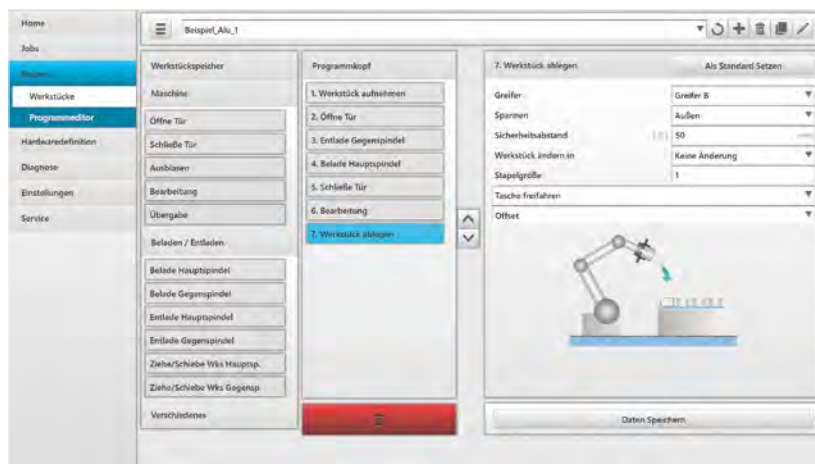 Home
Jobs
Werkstücke
Programmeditor
Hardwaredefinition
Diagnose
Einstellungen
Service
Beispiel_Alu_1
Werkstückspeicher
Maschine
Öffne Tür
Schließe Tür
Ausblasen
Bearbeitung
Übergabe
Beladen / Entladen
Belade Hauptspindel
Belade Gegenspindel
Entlade Hauptspindel
Entlade Gegenspindel
Ziehe/Schiebe Wks Hauptsp.
Ziehe/Schiebe Wks Gegensp.
Verschiedenes
Programmkopf
1. Werkstück aufnehmen
2. Öffne Tür
3. Entlade Gegenspindel
4. Belade Hauptspindel
5. Schließe Tür
6. Bearbeitung
7. Werkstück ablegen
7. Werkstück ablegen Als Standard Setzen
Greifer Greifer B
Spannen Außen
Sicherheitsabstand 50 mm
Werkstück ändern in Keine Änderung
Stapelgröße 1
Tasche freifahren
Offset
Daten Speichern